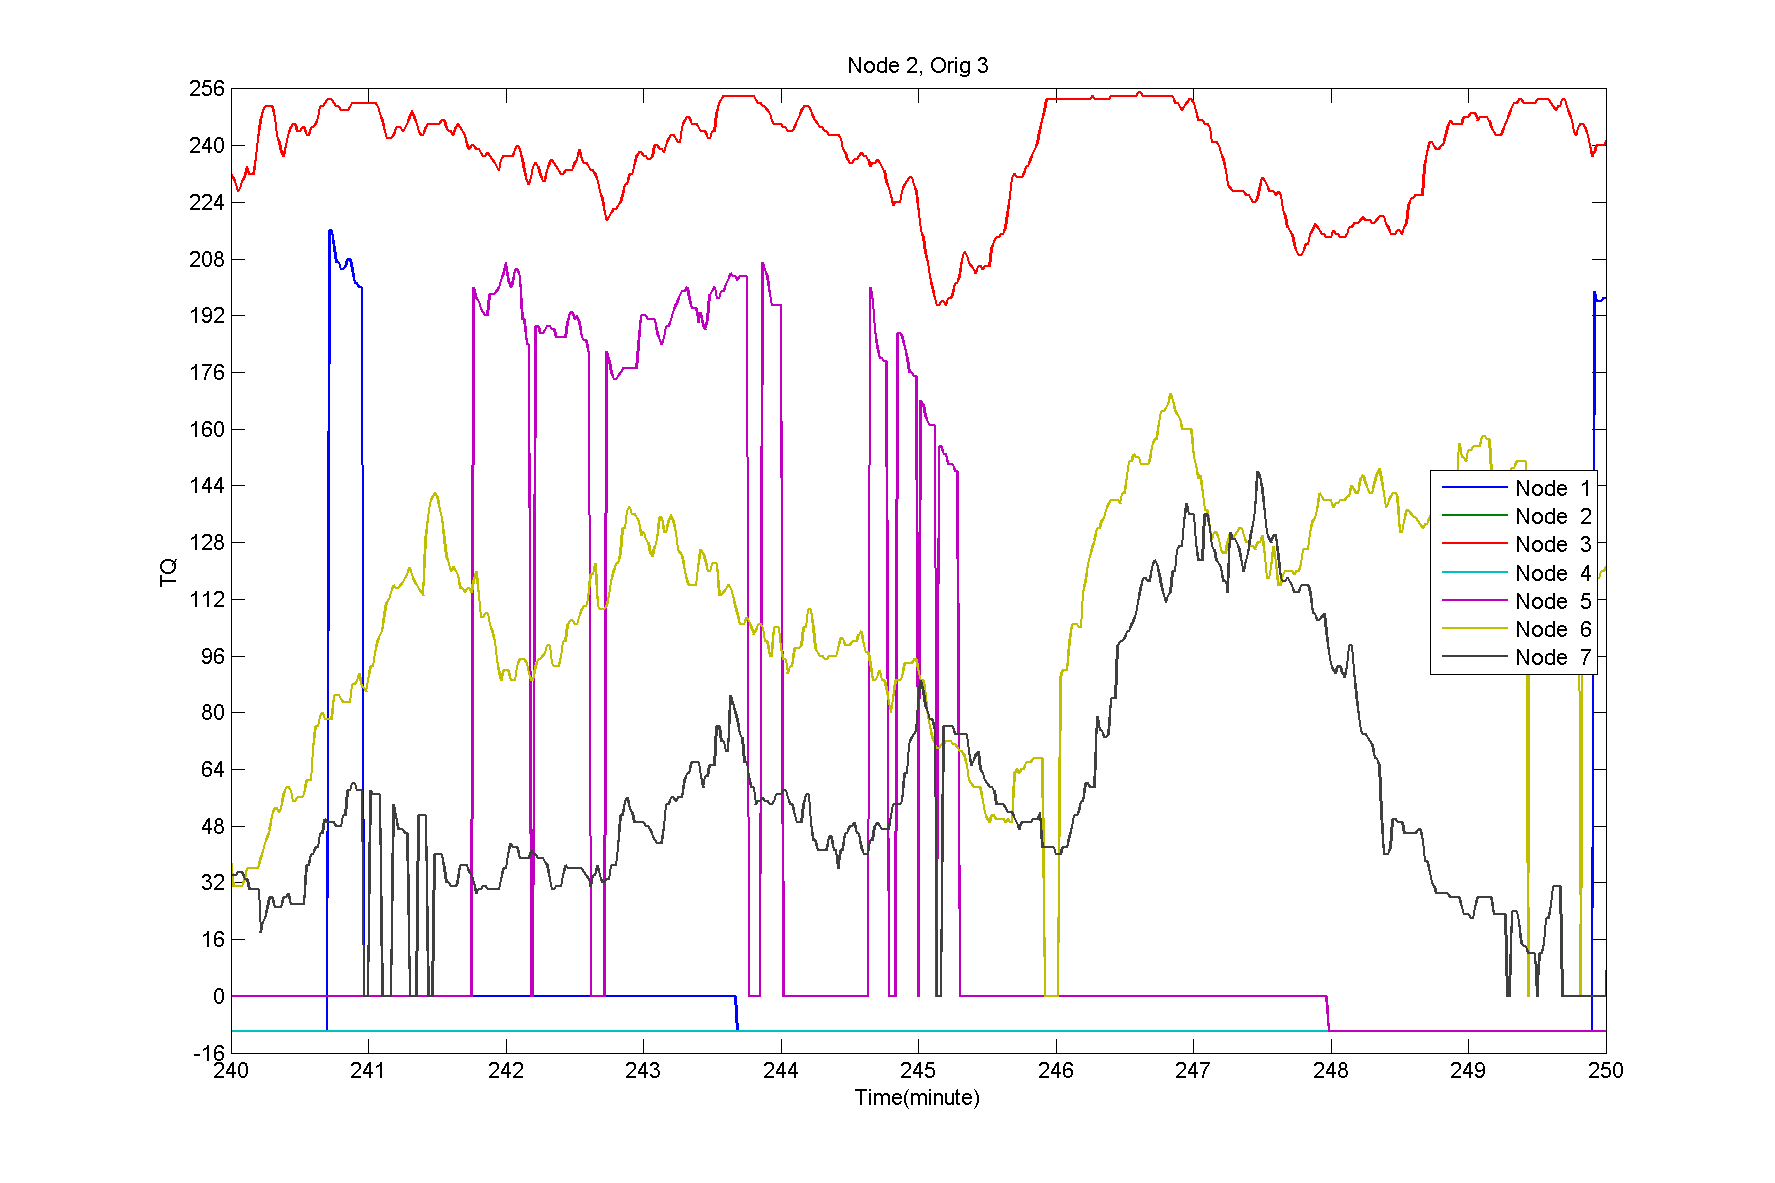 Node 2, Orig 3
256
240
224
208
192
176
160
144
128
112
96
80
64
48
32
16
0
-16
TQ
Node 1
Node 2
Node 3
Node 4
Node 5
Node 6
Node 7
240 241 242 243 244 245 246 247 248 249 250
Time(minute)